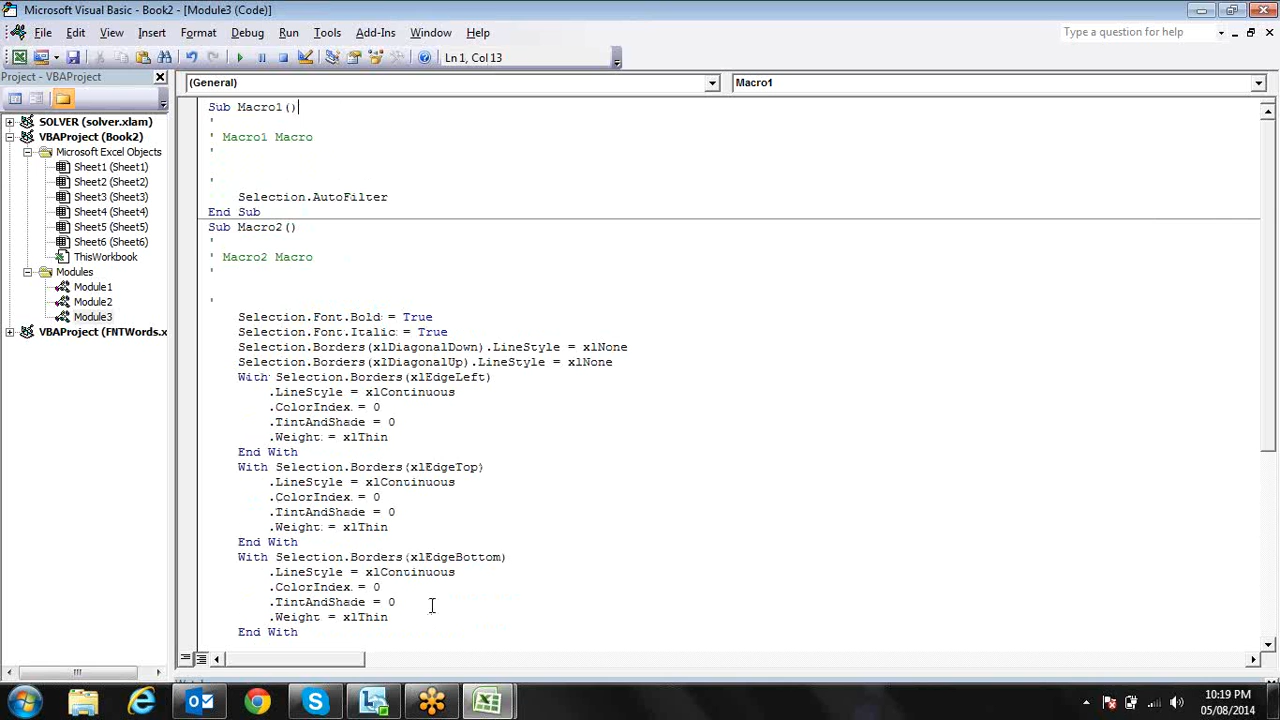 Microsoft Visual Basic - Book2 - [Module3 (Code)]
File Edit View Insert Format Debug Run Tools Add-Ins Window Help
Type a question for help
Ln 1, Col 13
Project - VBAProject
(General)
Macro1
SOLVER (solver.xlam)
VBAProject (Book2)
Microsoft Excel Objects
Sheet1 (Sheet1)
Sheet2 (Sheet2)
Sheet3 (Sheet3)
Sheet4 (Sheet4)
Sheet5 (Sheet5)
Sheet6 (Sheet6)
ThisWorkbook
Modules
Module1
Module2
Module3
VBAProject (FNTWords.x
Sub Macro1()
'
' Macro1 Macro
'
'
Selection.AutoFilter
End Sub
Sub Macro2()
'
' Macro2 Macro
'
'
Selection.Font.Bold = True
Selection.Font.Italic = True
Selection.Borders(xlDiagonalDown).LineStyle = xlNone
Selection.Borders(xlDiagonalUp).LineStyle = xlNone
With Selection.Borders(xlEdgeLeft)
.LineStyle = xlContinuous
.ColorIndex = 0
.TintAndShade = 0
.Weight = xlThin
End With
With Selection.Borders(xlEdgeTop)
.LineStyle = xlContinuous
.ColorIndex = 0
.TintAndShade = 0
.Weight = xlThin
End With
With Selection.Borders(xlEdgeBottom)
.LineStyle = xlContinuous
.ColorIndex = 0
.TintAndShade = 0
.Weight = xlThin
End With
10:19 PM
05/08/2014